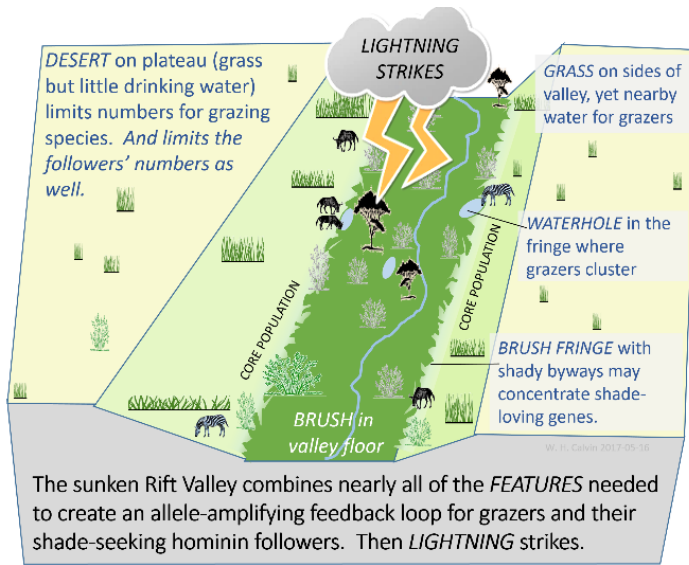 LIGHTNING
STRIKES
DESERT on plateau (grass
but little drinking water)
limits numbers for grazing
species. And limits the
followers' numbers as
well.
GRASS on sides of
valley, yet nearby
water for grazers
WATERHOLE in the
fringe where
grazers cluster
CORE POPULATION
CORE POPULATION
BRUSH FRINGE with
shady byways may
concentrate shade-
loving genes.
BRUSH in
valley floor
W. H. Calvin 2017-05-16
The sunken Rift Valley combines nearly all of the FEATURES needed
to create an allele-amplifying feedback loop for grazers and their
shade-seeking hominin followers. Then LIGHTNING strikes.